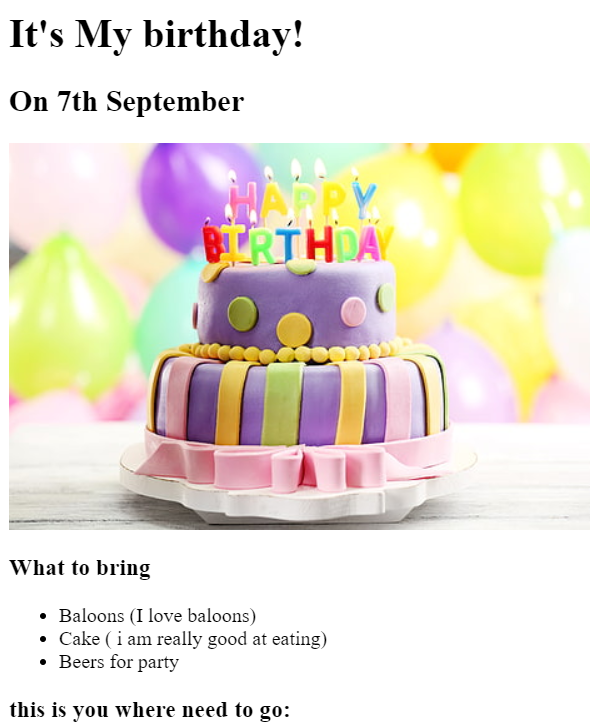 It's My birthday!
On 7th September
HAPPY
BIRTHDAY
What to bring
Baloons (I love baloons)
Cake ( i am really good at eating)
Beers for party
this is you where need to go: